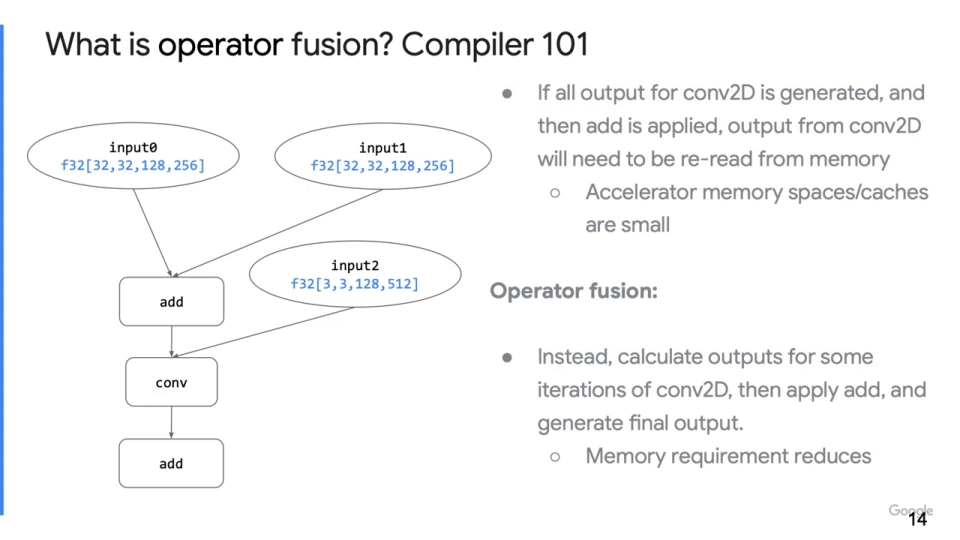 What is operator fusion? Compiler 101
input0
f32[32,32,128,256]
input1
f32[32,32,128,256]
input2
f32[3,3,128,512]
add
conv
add
● If all output for conv2D is generated, and
then add is applied, output from conv2D
will need to be re-read from memory
○ Accelerator memory spaces/caches
are small
Operator fusion:
● Instead, calculate outputs for some
iterations of conv2D, then apply add, and
generate final output.
○ Memory requirement reduces
Google
14